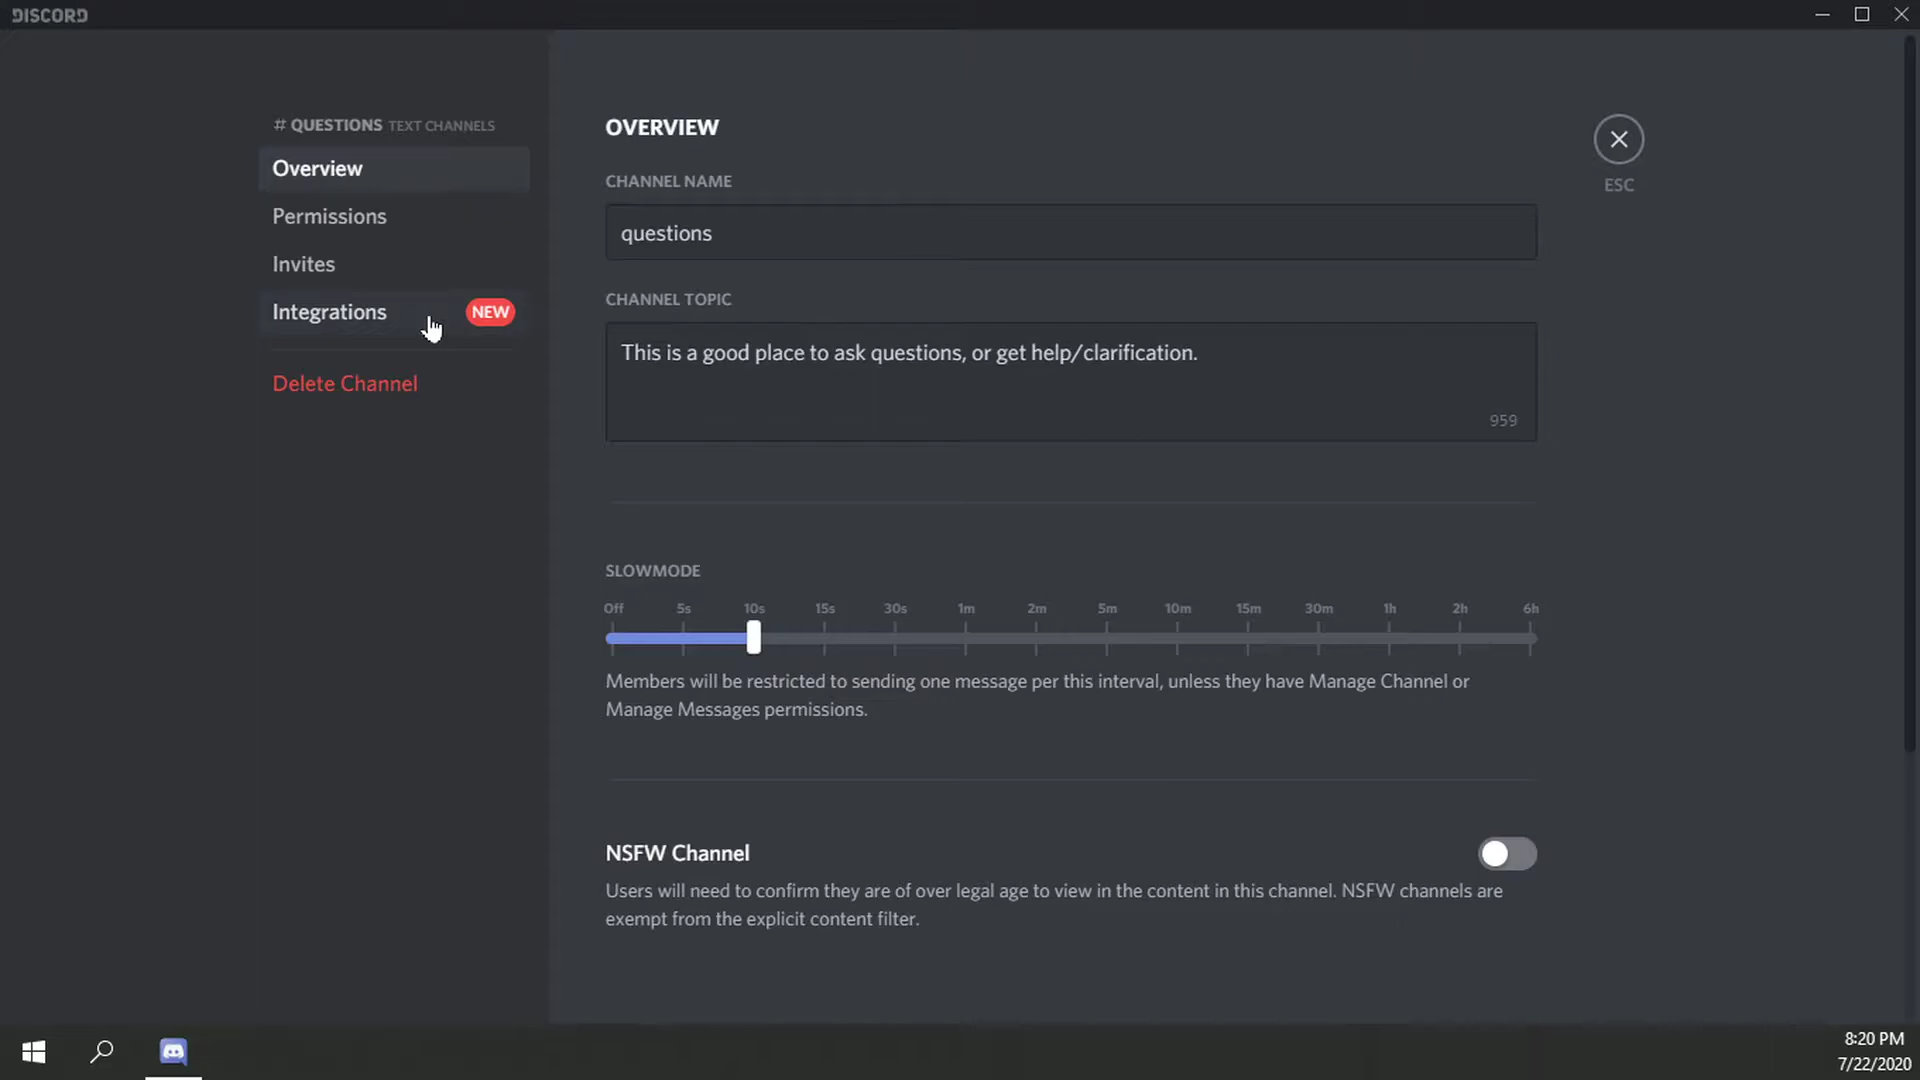 DISCORD
# QUESTIONS TEXT CHANNELS
Overview
Permissions
Invites
Integrations NEW
Delete Channel
OVERVIEW
CHANNEL NAME
questions
CHANNEL TOPIC
This is a good place to ask questions, or get help/clarification.
959
ESC
SLOWMODE
Off 5s 10s 15s 30s 1m 2m 5m 10m 15m 30m 1h 2h 6h
Members will be restricted to sending one message per this interval, unless they have Manage Channel or
Manage Messages permissions.
NSFW Channel
Users will need to confirm they are of over legal age to view in the content in this channel. NSFW channels are
exempt from the explicit content filter.
8:20 PM
7/22/2020